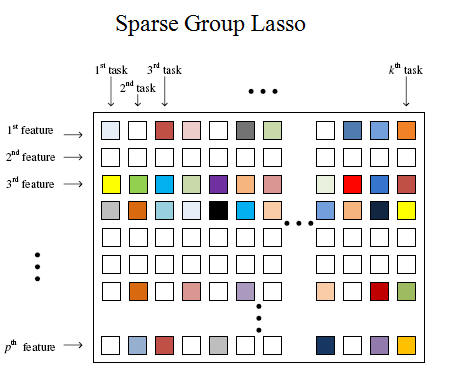 Sparse Group Lasso
1st task
3rd task
kth task
2nd task
1st feature
2nd feature
3rd feature
pth feature